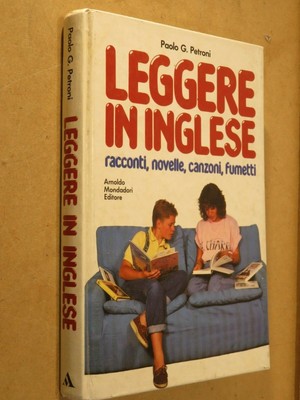 Paolo G. Petroni
LEGGERE
IN INGLESE
racconti, novelle, canzoni, fumetti
Arnoldo
Mondadori
Editore
Paolo G. Petroni
LEGGERE IN INGLESE